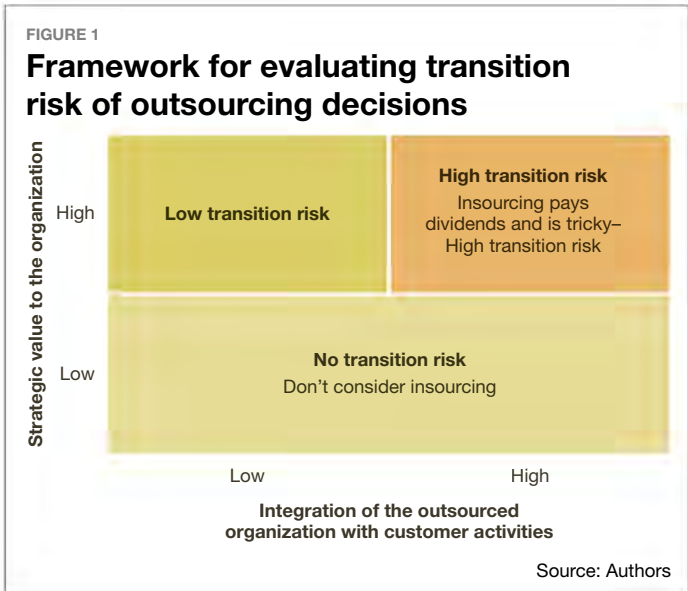 FIGURE 1
Framework for evaluating transition
risk of outsourcing decisions
Strategic value to the organization
High
Low transition risk
High transition risk
Insourcing pays
dividends and is tricky–
High transition risk
Low
No transition risk
Don’t consider insourcing
Low
High
Integration of the outsourced
organization with customer activities
Source: Authors